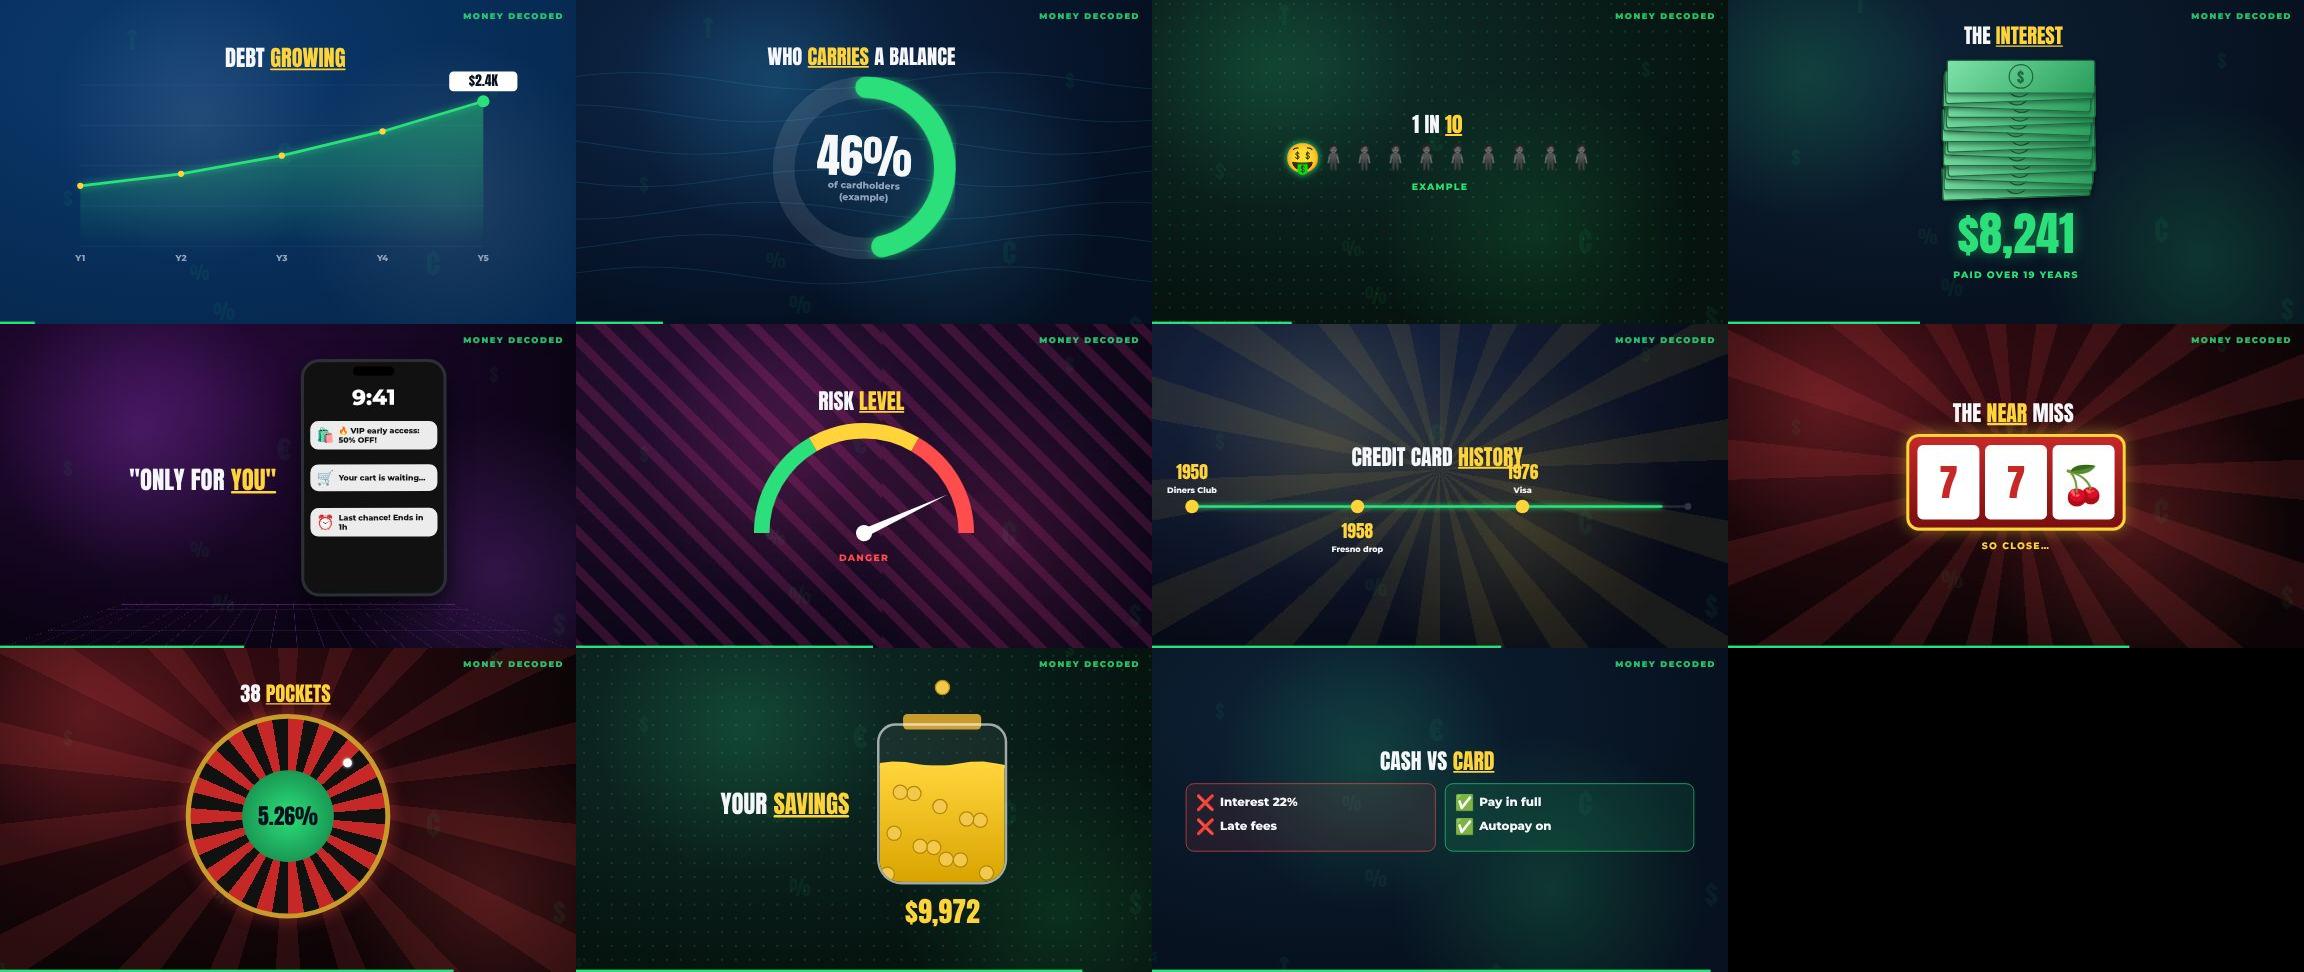 MONEY DECODED
DEBT GROWING
$2.4K
Y1 Y2 Y3 Y4 Y5
MONEY DECODED
WHO CARRIES A BALANCE
46%
of cardholders
(example)
MONEY DECODED
1 IN 10
EXAMPLE
MONEY DECODED
THE INTEREST
$8,241
PAID OVER 19 YEARS
MONEY DECODED
"ONLY FOR YOU"
9:41
🔥 VIP early access:
50% OFF!
Your cart is waiting...
Last chance! Ends in
1h
MONEY DECODED
RISK LEVEL
DANGER
MONEY DECODED
CREDIT CARD HISTORY
1950
Diners Club
1958
Fresno drop
1976
Visa
MONEY DECODED
THE NEAR MISS
7 7
SO CLOSE...
MONEY DECODED
38 POCKETS
5.26%
MONEY DECODED
YOUR SAVINGS
$9,972
MONEY DECODED
CASH VS CARD
❌ Interest 22%
❌ Late fees
✅ Pay in full
✅ Autopay on